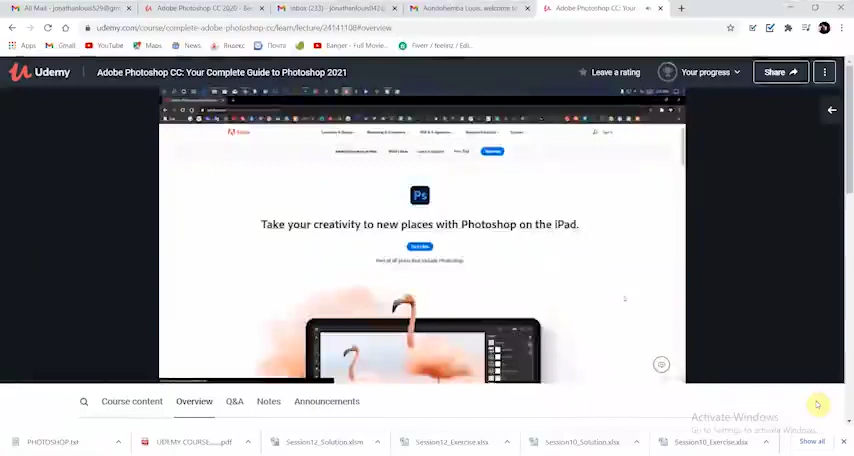 All Mail - jonathanlouis529@gm
Adobe Photoshop CC 2020 - Be
Inbox (233) - jonathanloui042@
Aondohemba Louis, welcome t
Adobe Photoshop CC: Your
udemy.com/course/complete-adobe-photoshop-cc/learn/lecture/24141108#overview
Apps
Gmail
YouTube
Maps
News
Яндекс
Почта
Banger - Full Movie...
Fiverr / feelinz / Edi...
Udemy
Adobe Photoshop CC: Your Complete Guide to Photoshop 2021
Leave a rating
Your progress
Share
Adobe
Ps
Take your creativity to new places with Photoshop on the iPad.
Course content
Overview
Q&A
Notes
Announcements
Activate Windows
Go to Settings to activate Windows.
PHOTOSHOP.txt
UDEMY COURSE......pdf
Session12_Solution.xlsm
Session12_Exercise.xlsx
Session10_Solution.xlsx
Session10_Exercise.xlsx
Show all